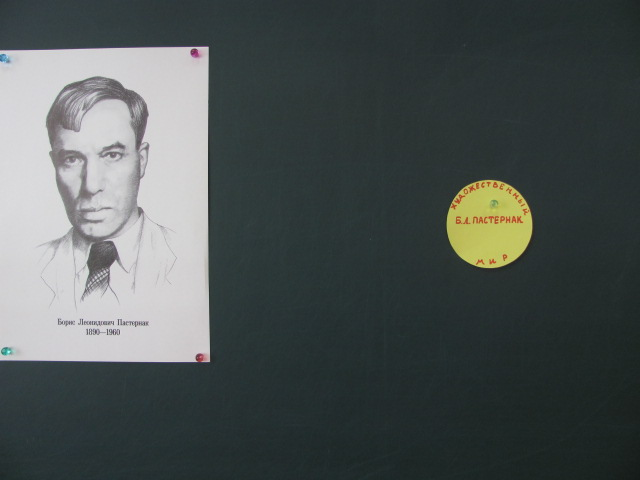 Борис Леонидович Пастернак
1890—1960
ХУДОЖЕСТВЕННЫЙ
Б.Л. ПАСТЕРНАК
МИР